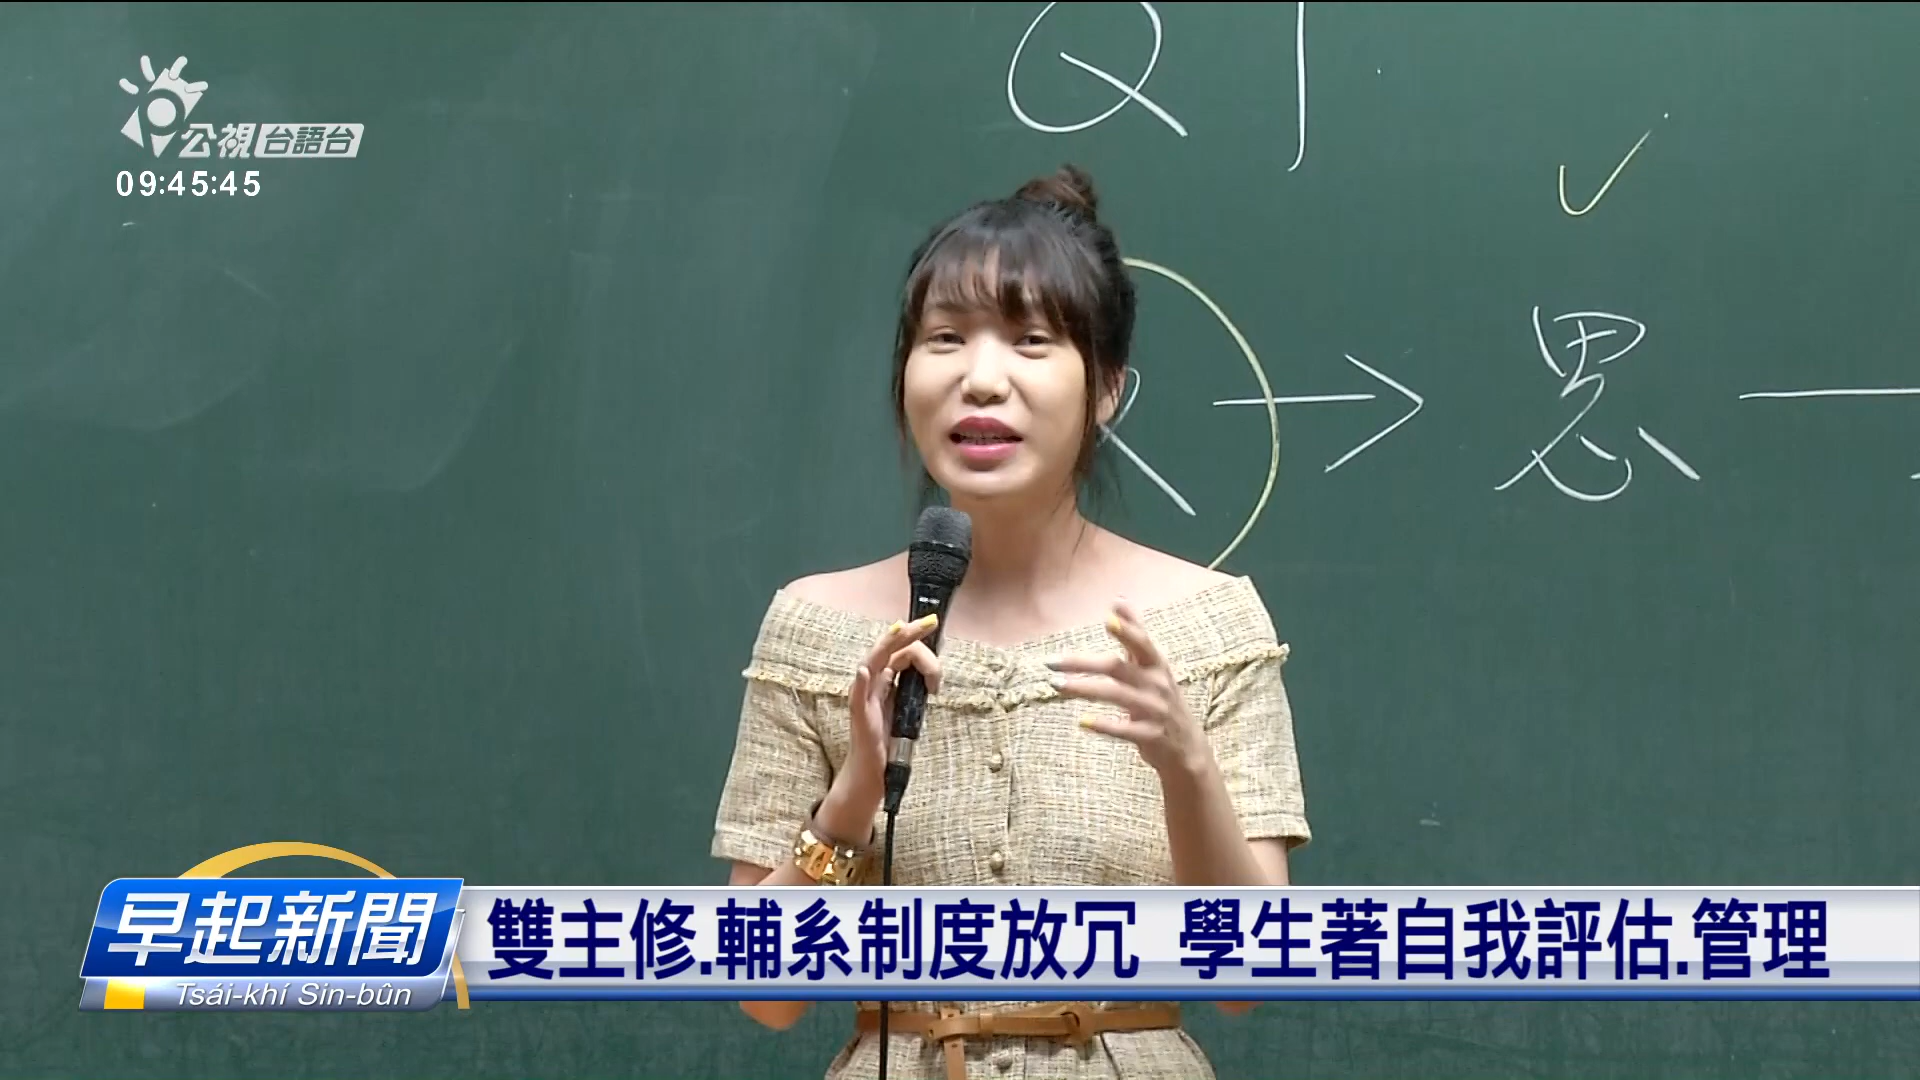 Q1
公視台語台
09:45:45
思
早起新聞
Tsái-khí Sin-bûn
雙主修.輔系制度放冗 學生著自我評估.管理